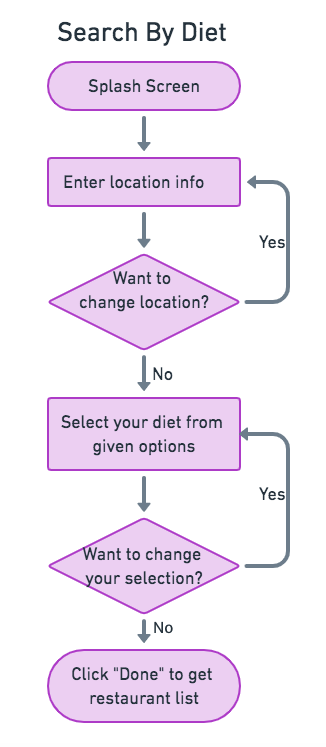 Search By Diet
Splash Screen
Enter location info
Yes
Want to
change location?
No
Select your diet from
given options
Yes
Want to change
your selection?
No
Click "Done" to get
restaurant list